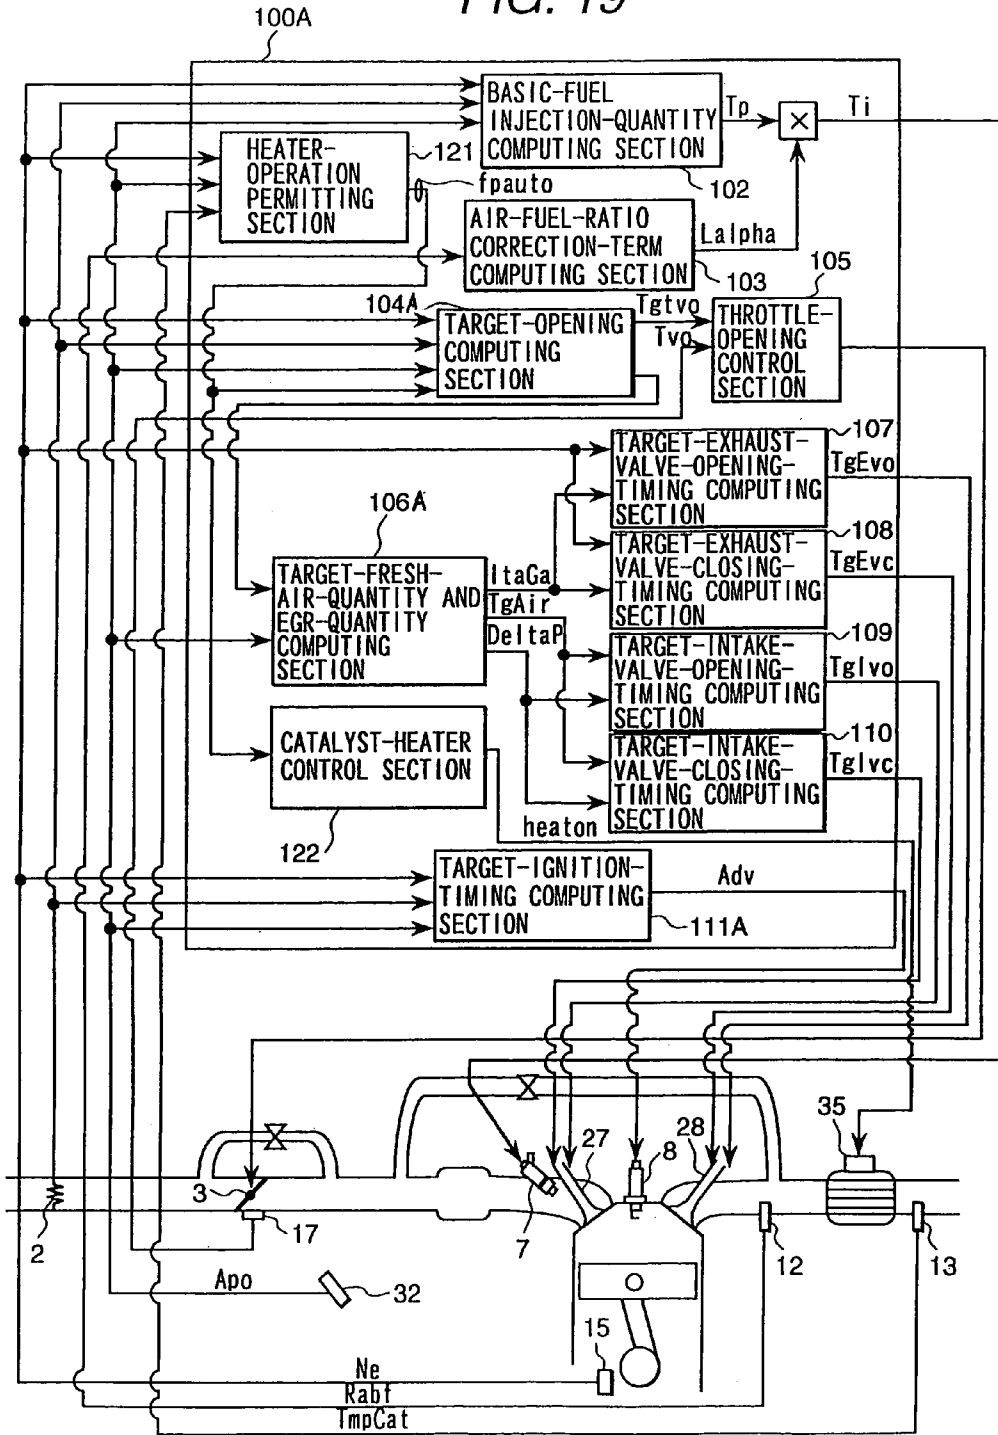 FIG. 19
100A
BASIC-FUEL
INJECTION-QUANTITY
COMPUTING SECTION
Tp
×
Ti
102
HEATER-
OPERATION
PERMITTING
SECTION
121
fpauto
AIR-FUEL-RATIO
CORRECTION-TERM
COMPUTING SECTION
Lalpha
103
105
104A
TARGET-OPENING
COMPUTING
SECTION
Tgtvo
Tvo
THROTTLE-
OPENING
CONTROL
SECTION
107
TARGET-EXHAUST-
VALVE-OPENING-
TIMING COMPUTING
SECTION
TgEvo
106A
108
TARGET-EXHAUST-
VALVE-CLOSING-
TIMING COMPUTING
SECTION
TgEvc
TARGET-FRESH-
AIR-QUANTITY AND
EGR-QUANTITY
COMPUTING
SECTION
ItaGa
TgAir
DeltaP
109
TARGET-INTAKE-
VALVE-OPENING-
TIMING COMPUTING
SECTION
TgIvo
CATALYST-HEATER
CONTROL SECTION
110
TARGET-INTAKE-
VALVE-CLOSING-
TIMING COMPUTING
SECTION
TgIvc
heaton
122
TARGET-IGNITION-
TIMING COMPUTING
SECTION
Adv
111A
35
27
8
28
3
7
2
17
12
13
Apo
32
15
Ne
Rabf
TmpCat